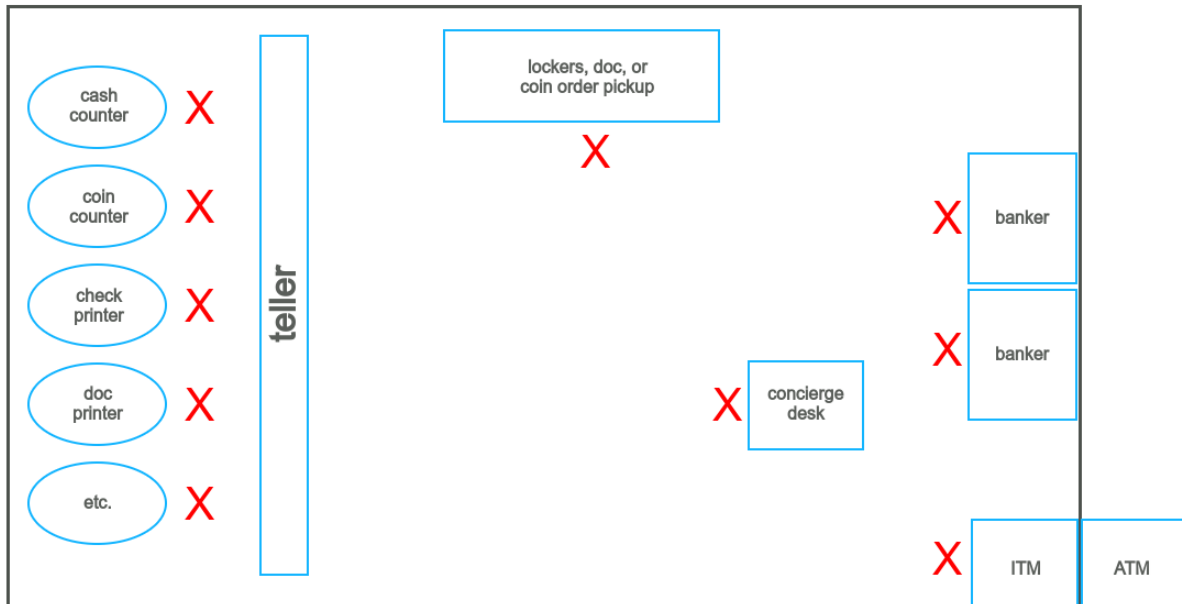 cash
counter
X
coin
counter
X
check
printer
X
doc
printer
X
etc.
X
teller
lockers, doc, or
coin order pickup
X
X
banker
X
banker
X
concierge
desk
X
ITM
ATM